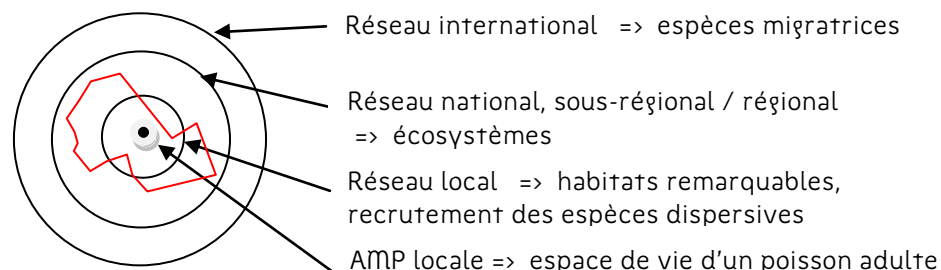 Réseau international => espèces migratrices
Réseau national, sous-régional / régional
=> écosystèmes
Réseau local => habitats remarquables,
recrutement des espèces dispersives
AMP locale => espace de vie d'un poisson adulte